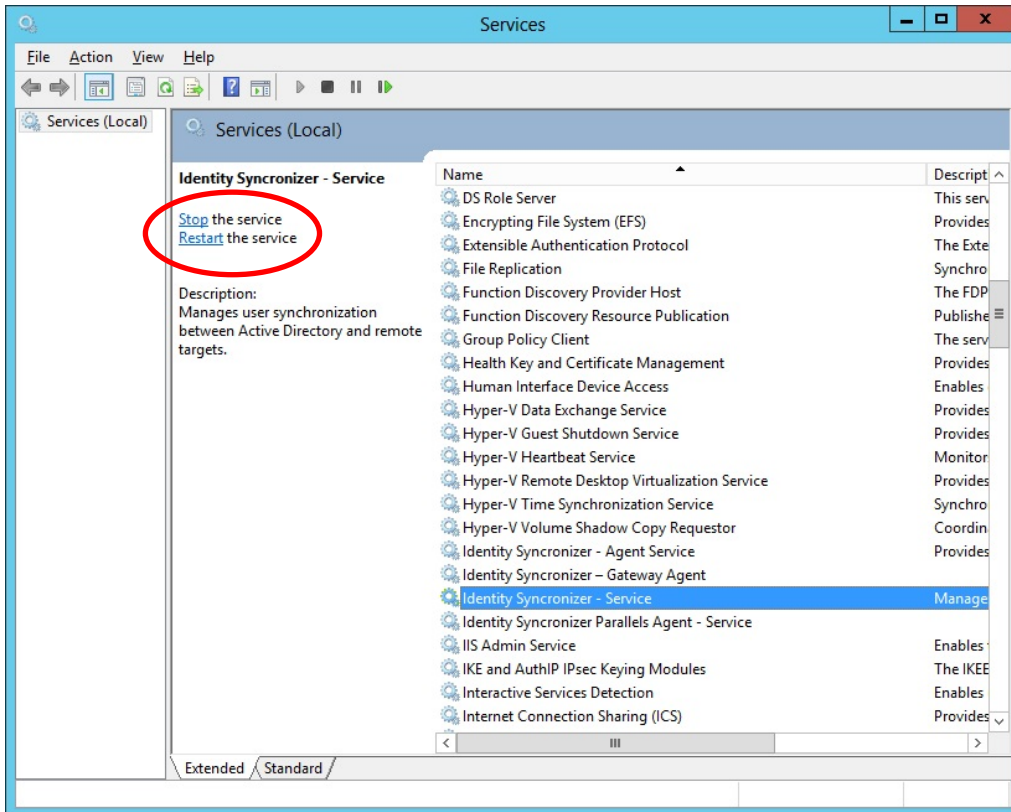 Services
File Action View Help
Services (Local)
Services (Local)
Identity Syncronizer - Service
Stop the service
Restart the service
Description:
Manages user synchronization
between Active Directory and remote
targets.
Name Descript
DS Role Server This serv
Encrypting File System (EFS) Provides
Extensible Authentication Protocol The Exte
File Replication Synchro
Function Discovery Provider Host The FDP
Function Discovery Resource Publication Publishe
Group Policy Client The serv
Health Key and Certificate Management Provides
Human Interface Device Access Enables
Hyper-V Data Exchange Service Provides
Hyper-V Guest Shutdown Service Provides
Hyper-V Heartbeat Service Monitor
Hyper-V Remote Desktop Virtualization Service Provides
Hyper-V Time Synchronization Service Synchro
Hyper-V Volume Shadow Copy Requestor Coordin
Identity Syncronizer - Agent Service Provides
Identity Syncronizer – Gateway Agent
Identity Syncronizer - Service Manage
Identity Syncronizer Parallels Agent - Service
IIS Admin Service Enables
IKE and AuthIP IPsec Keying Modules The IKEE
Interactive Services Detection Enables
Internet Connection Sharing (ICS) Provides
Extended Standard